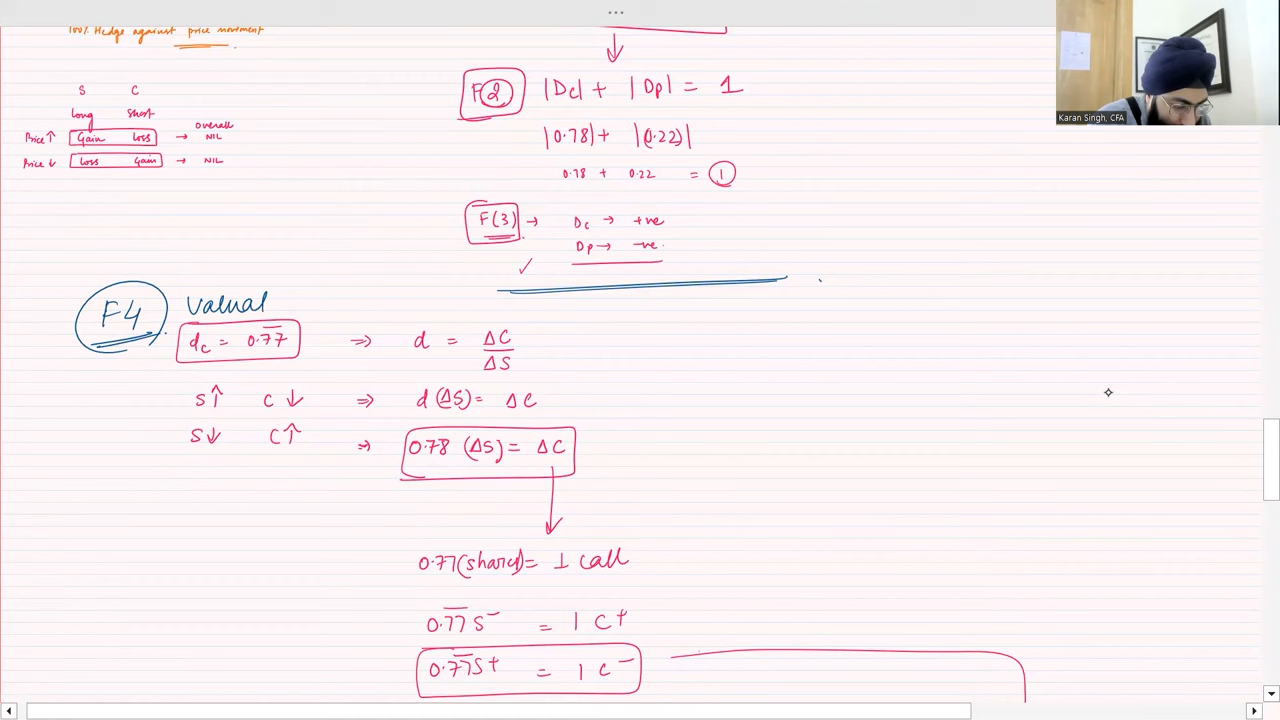 100% Hedge against price movement
S C
Long Short
Overall
Price↑ Gain Loss → NIL
Price↓ Loss Gain → NIL
F(2) |Dc| + |Dp| = 1
|0.78| + |(0.22)|
0.78 + 0.22 = 1
F(3) → Dc → +ve
Dp → -ve
✓
F4 valuat
dc = 0.77 ⇒ d = ΔC/ΔS
S↑ C↓ ⇒ d(ΔS) = ΔC
S↓ C↑ ⇒ 0.78 (ΔS) = ΔC
0.77(shares) = 1 call
0.77S⁻ = 1 C⁺
0.77S⁺ = 1 C⁻
Karan Singh, CFA